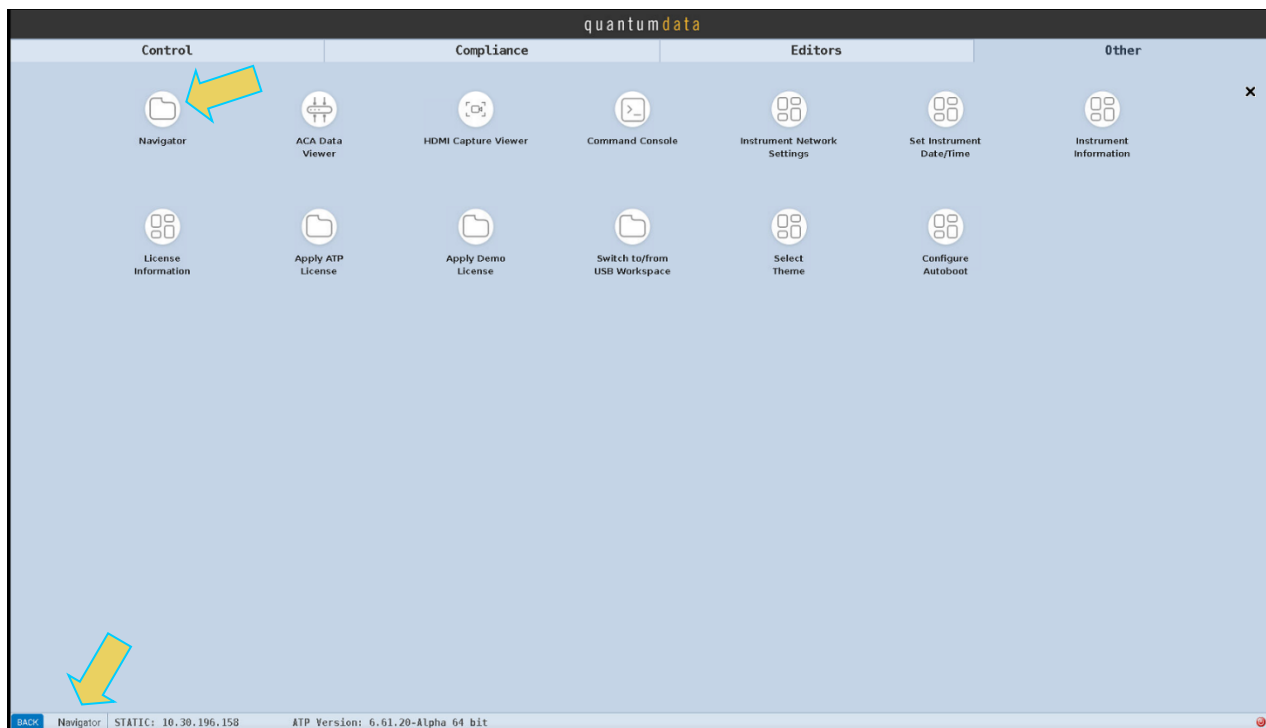 quantumdata
Control Compliance Editors Other
Navigator
ACA Data
Viewer
HDMI Capture Viewer
Command Console
Instrument Network
Settings
Set Instrument
Date/Time
Instrument
Information
License
Information
Apply ATP
License
Apply Demo
License
Switch to/from
USB Workspace
Select
Theme
Configure
Autoboot
BACK Navigator STATIC: 10.30.196.158 ATP Version: 6.61.20-Alpha 64 bit